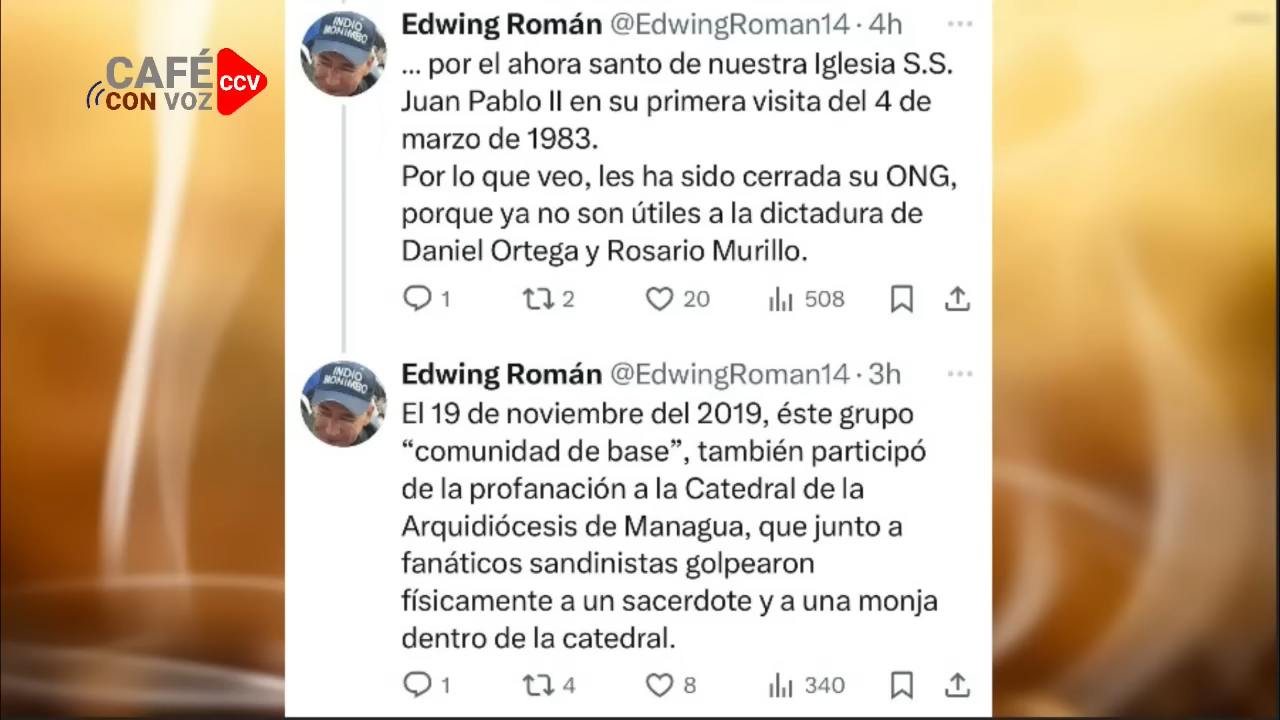 CAFÉ
CON VOZ
CCV
INDIO
MONIMBO
Edwing Román @EdwingRoman14 · 4h
... por el ahora santo de nuestra Iglesia S.S.
Juan Pablo II en su primera visita del 4 de
marzo de 1983.
Por lo que veo, les ha sido cerrada su ONG,
porque ya no son útiles a la dictadura de
Daniel Ortega y Rosario Murillo.
1 2 20 508
INDIO
MONIMBO
Edwing Román @EdwingRoman14 · 3h
El 19 de noviembre del 2019, éste grupo
“comunidad de base”, también participó
de la profanación a la Catedral de la
Arquidiócesis de Managua, que junto a
fanáticos sandinistas golpearon
físicamente a un sacerdote y a una monja
dentro de la catedral.
1 4 8 340